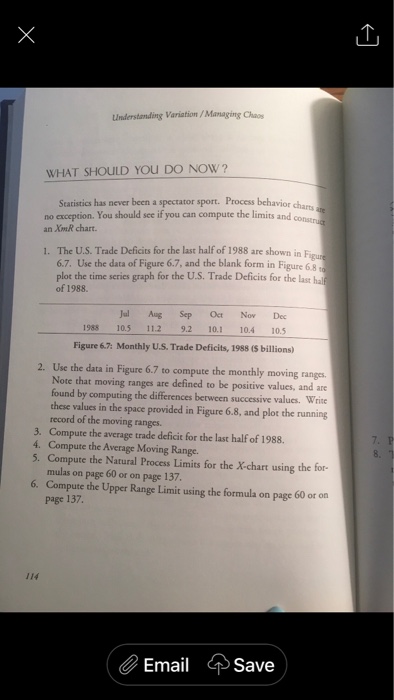 Understanding Variation / Managing Chaos
WHAT SHOULD YOU DO NOW?
Statistics has never been a spectator sport. Process behavior charts are
no exception. You should see if you can compute the limits and construct
an XmR chart.
1. The U.S. Trade Deficits for the last half of 1988 are shown in Figure
6.7. Use the data of Figure 6.7, and the blank form in Figure 6.8 to
plot the time series graph for the U.S. Trade Deficits for the last half
of 1988.
Jul Aug Sep Oct Nov Dec
1988 10.5 11.2 9.2 10.1 10.4 10.5
Figure 6.7: Monthly U.S. Trade Deficits, 1988 ($ billions)
2. Use the data in Figure 6.7 to compute the monthly moving ranges.
Note that moving ranges are defined to be positive values, and are
found by computing the differences between successive values. Write
these values in the space provided in Figure 6.8, and plot the running
record of the moving ranges.
3. Compute the average trade deficit for the last half of 1988.
4. Compute the Average Moving Range.
5. Compute the Natural Process Limits for the X-chart using the for-
mulas on page 60 or on page 137.
6. Compute the Upper Range Limit using the formula on page 60 or on
page 137.
114
7.
8.
Email Save